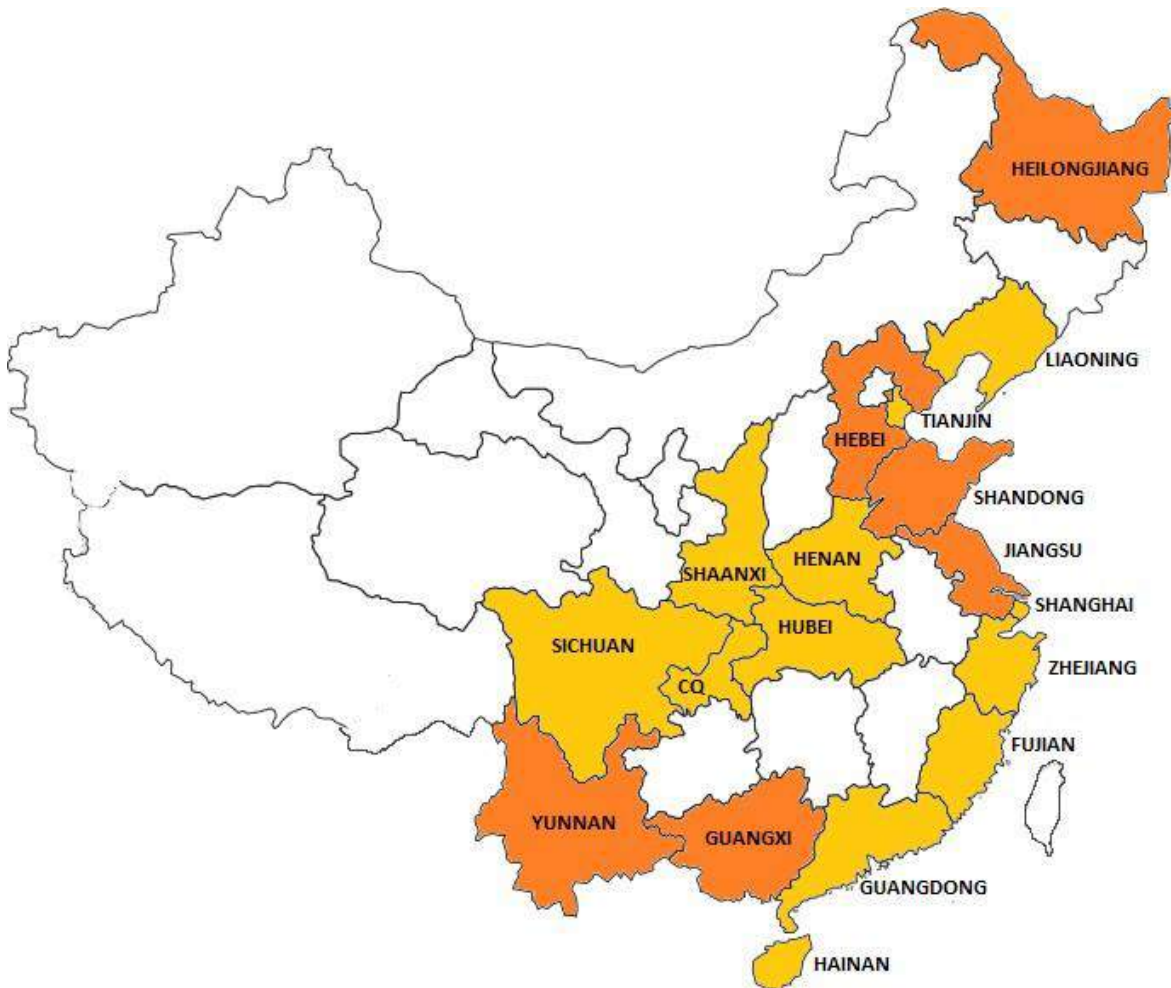 HEILONGJIANG
LIAONING
TIANJIN
HEBEI
SHANDONG
JIANGSU
HENAN
SHAANXI
SHANGHAI
HUBEI
SICHUAN
ZHEJIANG
CQ
FUJIAN
YUNNAN
GUANGXI
GUANGDONG
HAINAN